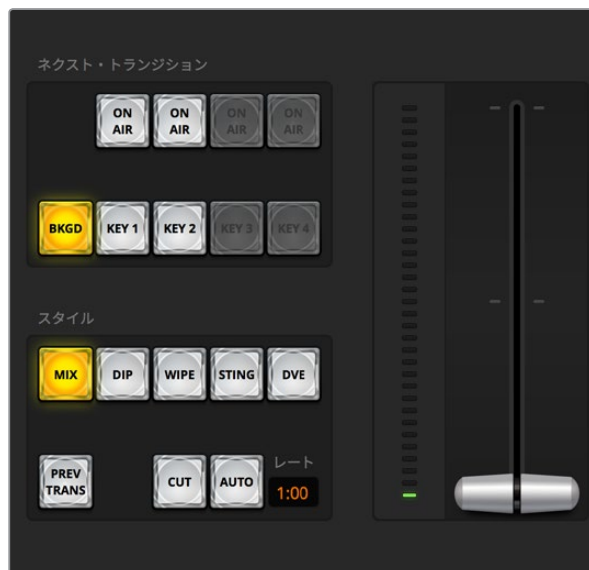 ネクスト・トランジション
ON AIR
ON AIR
ON AIR
ON AIR
BKGD
KEY 1
KEY 2
KEY 3
KEY 4
スタイル
MIX
DIP
WIPE
STING
DVE
PREV TRANS
CUT
AUTO
レート
1:00